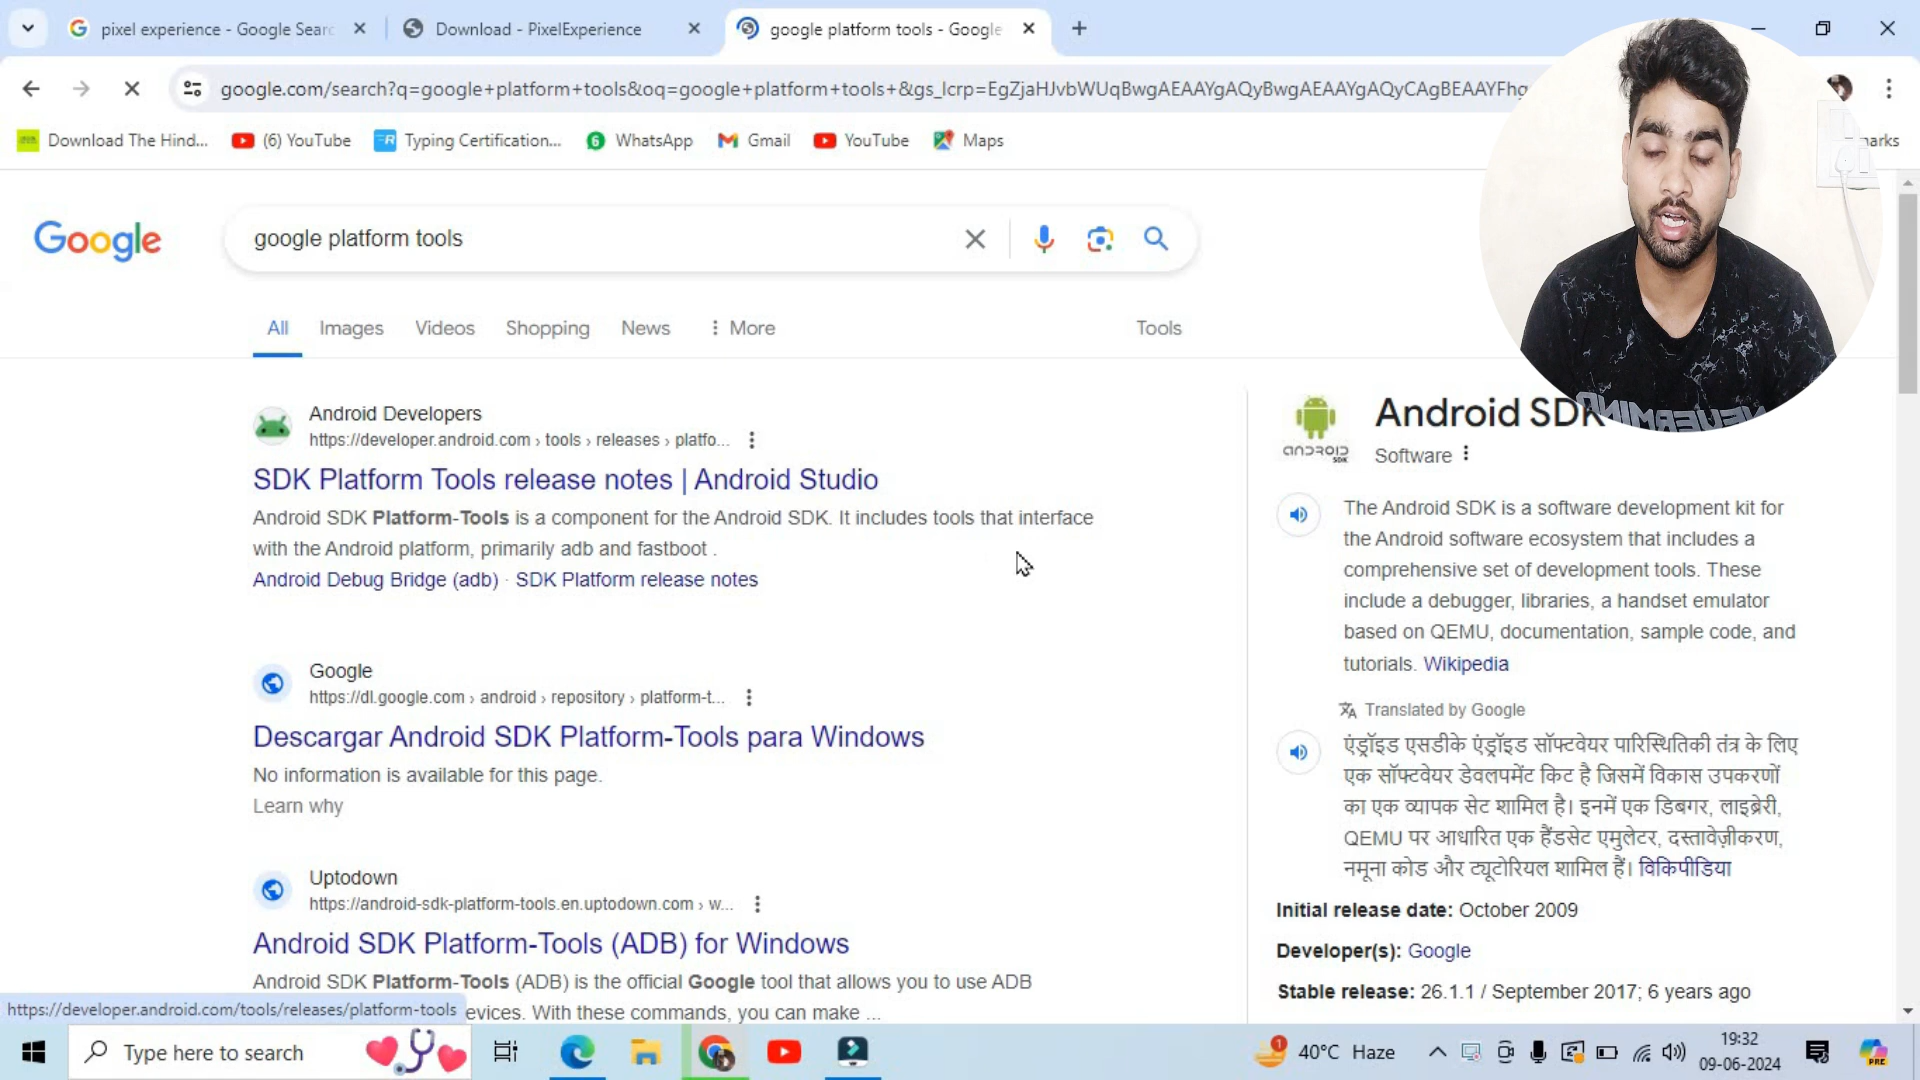 pixel experience - Google Searc
Download - PixelExperience
google platform tools - Google
google.com/search?q=google+platform+tools&oq=google+platform+tools+&gs_lcrp=EgZjaHJvbWUqBwgAEAAYgAQyBwgAEAAYgAQyCAgBEAAYFhg
Download The Hind...
(6) YouTube
Typing Certification...
WhatsApp
Gmail
YouTube
Maps
arks
Google
google platform tools
All
Images
Videos
Shopping
News
More
Tools
Android Developers
https://developer.android.com › tools › releases › platfo...
SDK Platform Tools release notes | Android Studio
Android SDK Platform-Tools is a component for the Android SDK. It includes tools that interface
with the Android platform, primarily adb and fastboot .
Android Debug Bridge (adb) · SDK Platform release notes
Google
https://dl.google.com › android › repository › platform-t...
Descargar Android SDK Platform-Tools para Windows
No information is available for this page.
Learn why
Uptodown
https://android-sdk-platform-tools.en.uptodown.com › w...
Android SDK Platform-Tools (ADB) for Windows
Android SDK Platform-Tools (ADB) is the official Google tool that allows you to use ADB
evices. With these commands, you can make ...
https://developer.android.com/tools/releases/platform-tools
ANDROID
SDK
Android SDK
Software
The Android SDK is a software development kit for
the Android software ecosystem that includes a
comprehensive set of development tools. These
include a debugger, libraries, a handset emulator
based on QEMU, documentation, sample code, and
tutorials. Wikipedia
Translated by Google
एंड्रॉइड एसडीके एंड्रॉइड सॉफ्टवेयर पारिस्थितिकी तंत्र के लिए
एक सॉफ्टवेयर डेवलपमेंट किट है जिसमें विकास उपकरणों
का एक व्यापक सेट शामिल है। इनमें एक डिबगर, लाइब्रेरी,
QEMU पर आधारित एक हैंडसेट एमुलेटर, दस्तावेज़ीकरण,
नमूना कोड और ट्यूटोरियल शामिल हैं। विकिपीडिया
Initial release date: October 2009
Developer(s): Google
Stable release: 26.1.1 / September 2017; 6 years ago
NEVERMIND
Type here to search
1
40°C Haze
19:32
09-06-2024
PRE